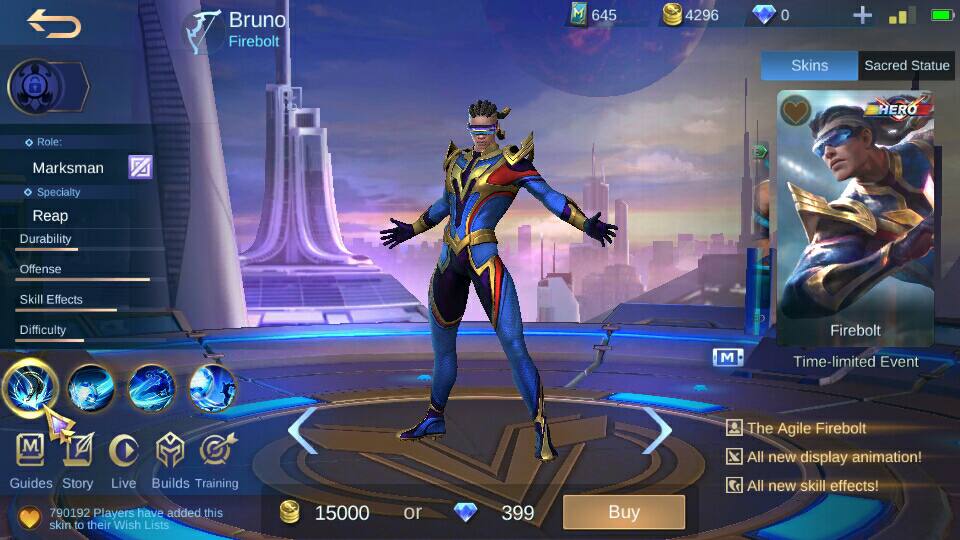 Bruno
Firebolt
645
4296
0
Skins
Sacred Statue
Role:
Marksman
Specialty
Reap
Durability
Offense
Skill Effects
Difficulty
HERO
Firebolt
Time-limited Event
M
The Agile Firebolt
All new display animation!
All new skill effects!
Guides
Story
Live
Builds
Training
790192 Players have added this
skin to their Wish Lists
15000
or
399
Buy